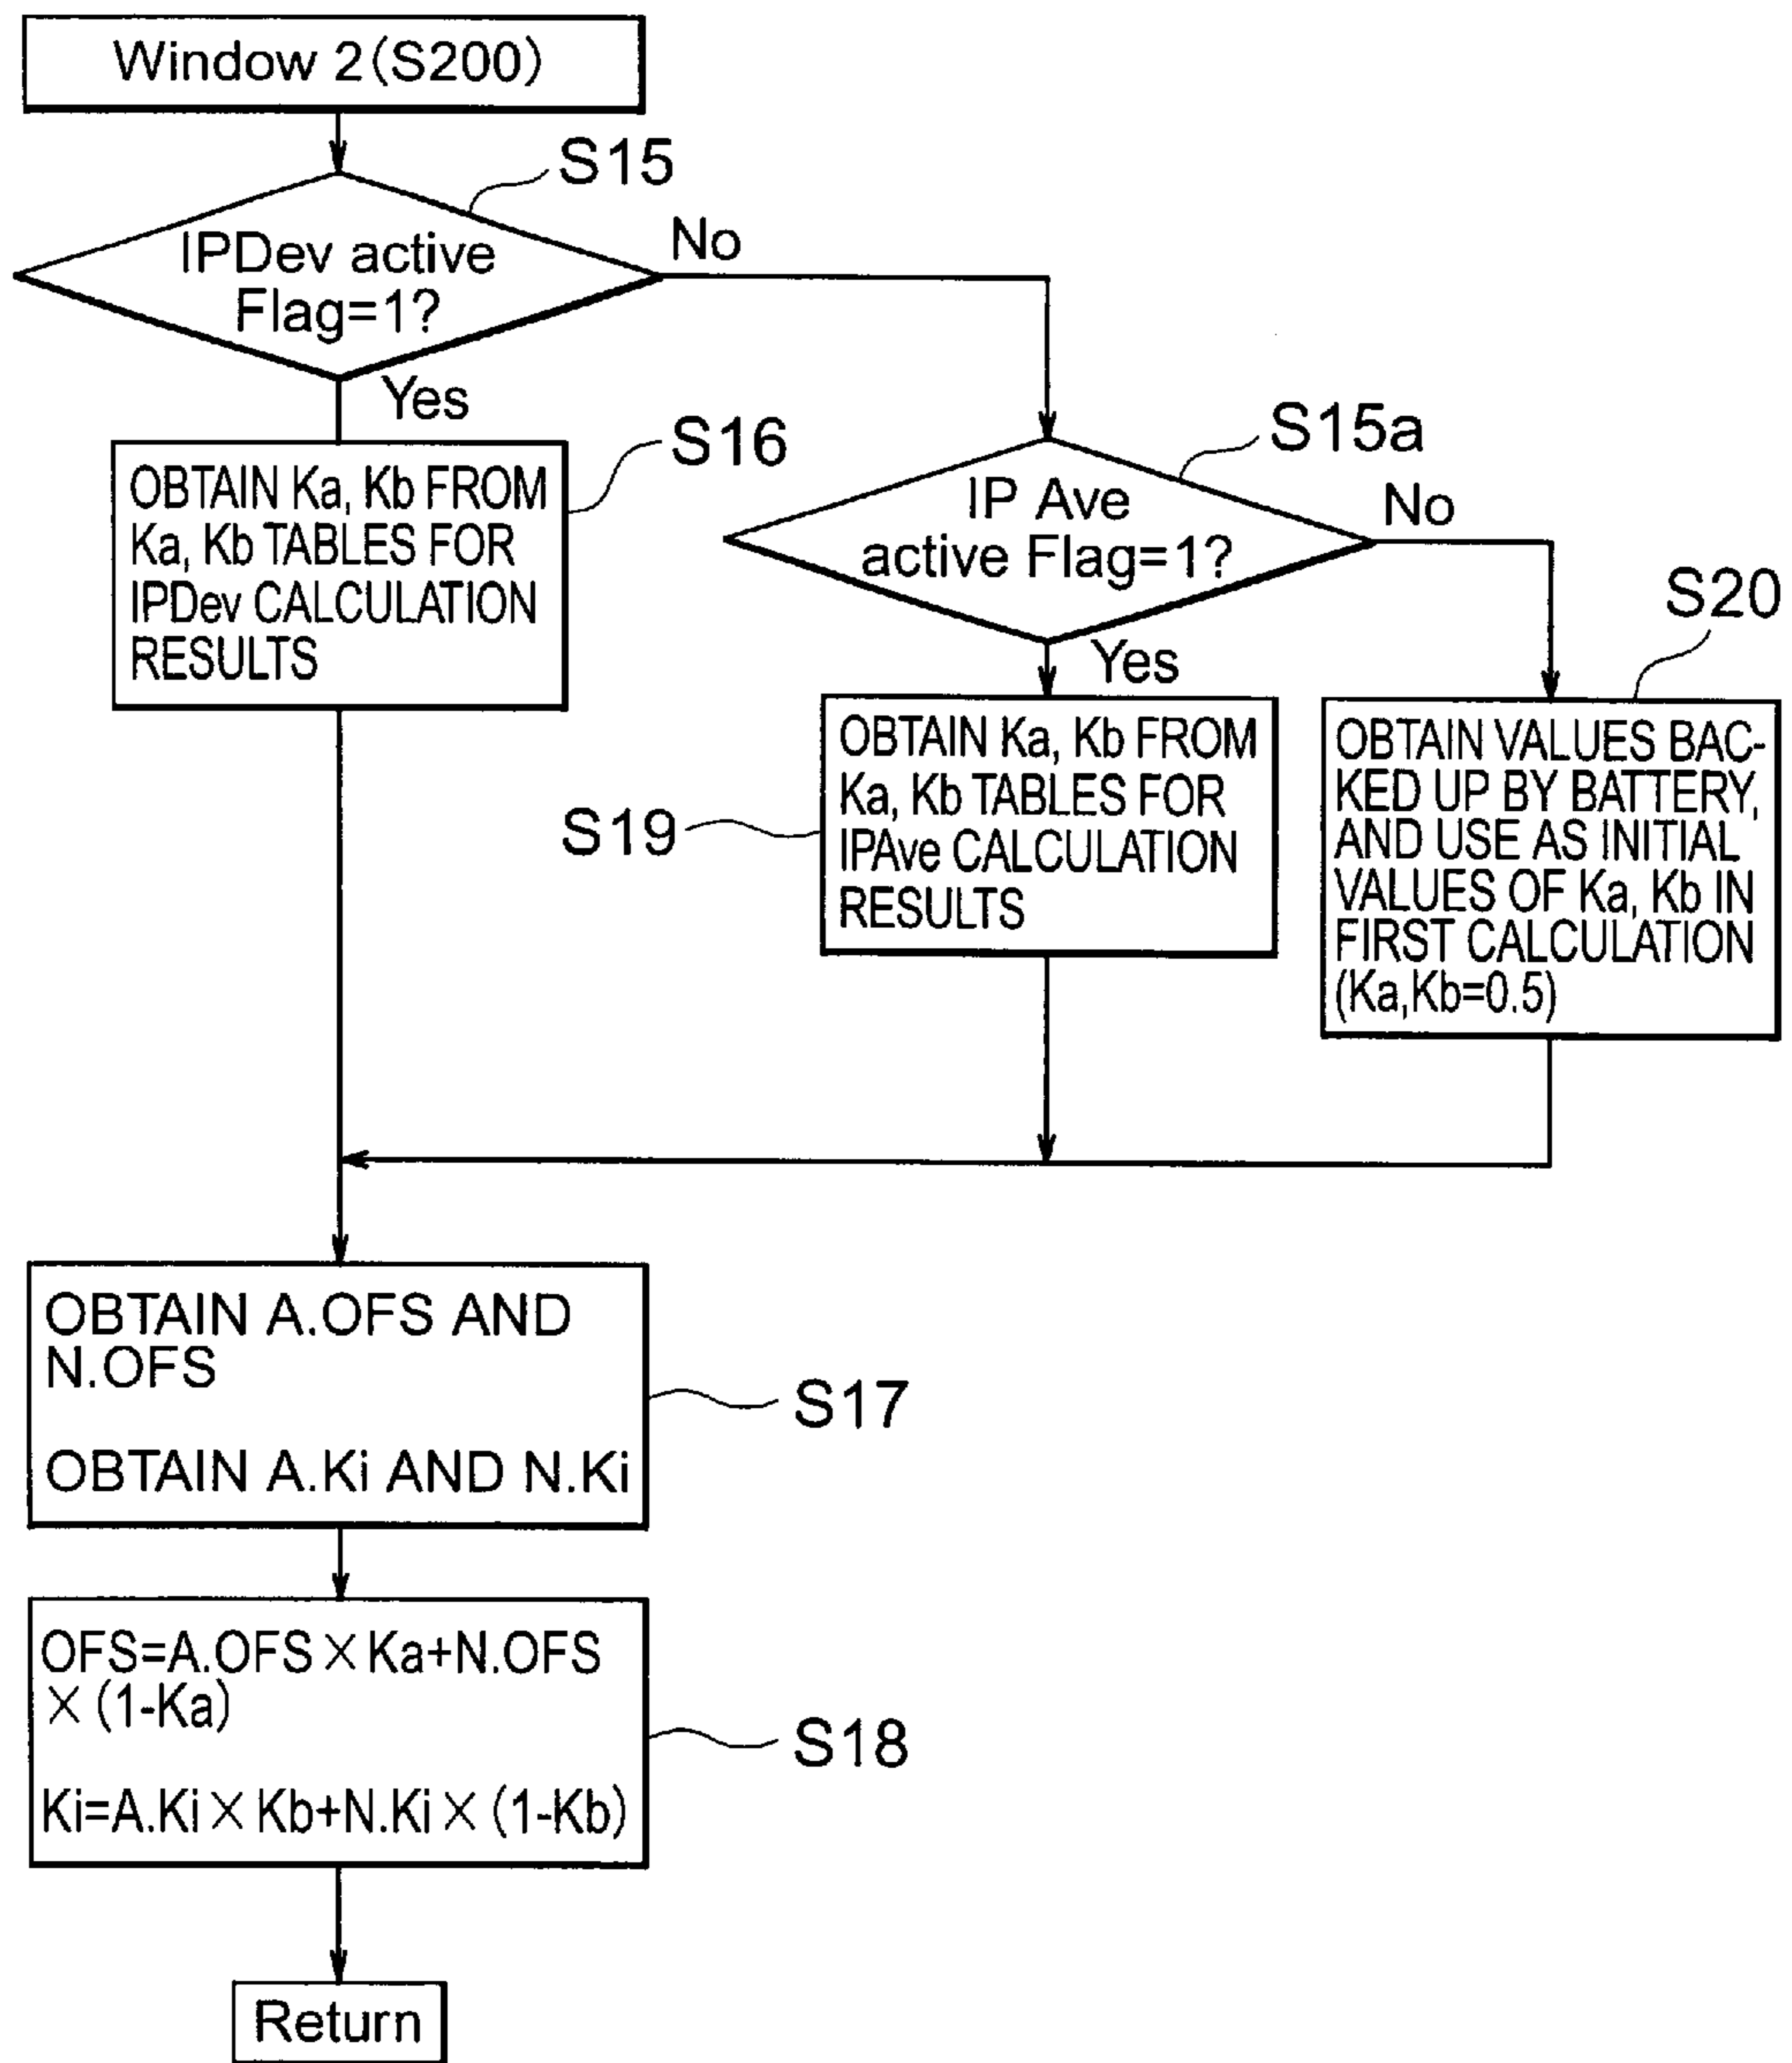 Window 2(S200)
S15
IPDev active
Flag=1?
No
Yes
S16
OBTAIN Ka, Kb FROM
Ka, Kb TABLES FOR
IPDev CALCULATION
RESULTS
S15a
IP Ave
active Flag=1?
No
Yes
S19
OBTAIN Ka, Kb FROM
Ka, Kb TABLES FOR
IPAve CALCULATION
RESULTS
S20
OBTAIN VALUES BAC-
KED UP BY BATTERY,
AND USE AS INITIAL
VALUES OF Ka, Kb IN
FIRST CALCULATION
(Ka,Kb=0.5)
OBTAIN A.OFS AND
N.OFS
OBTAIN A.Ki AND N.Ki
S17
OFS=A.OFS × Ka+N.OFS
× (1-Ka)
Ki=A.Ki × Kb+N.Ki × (1-Kb)
S18
Return